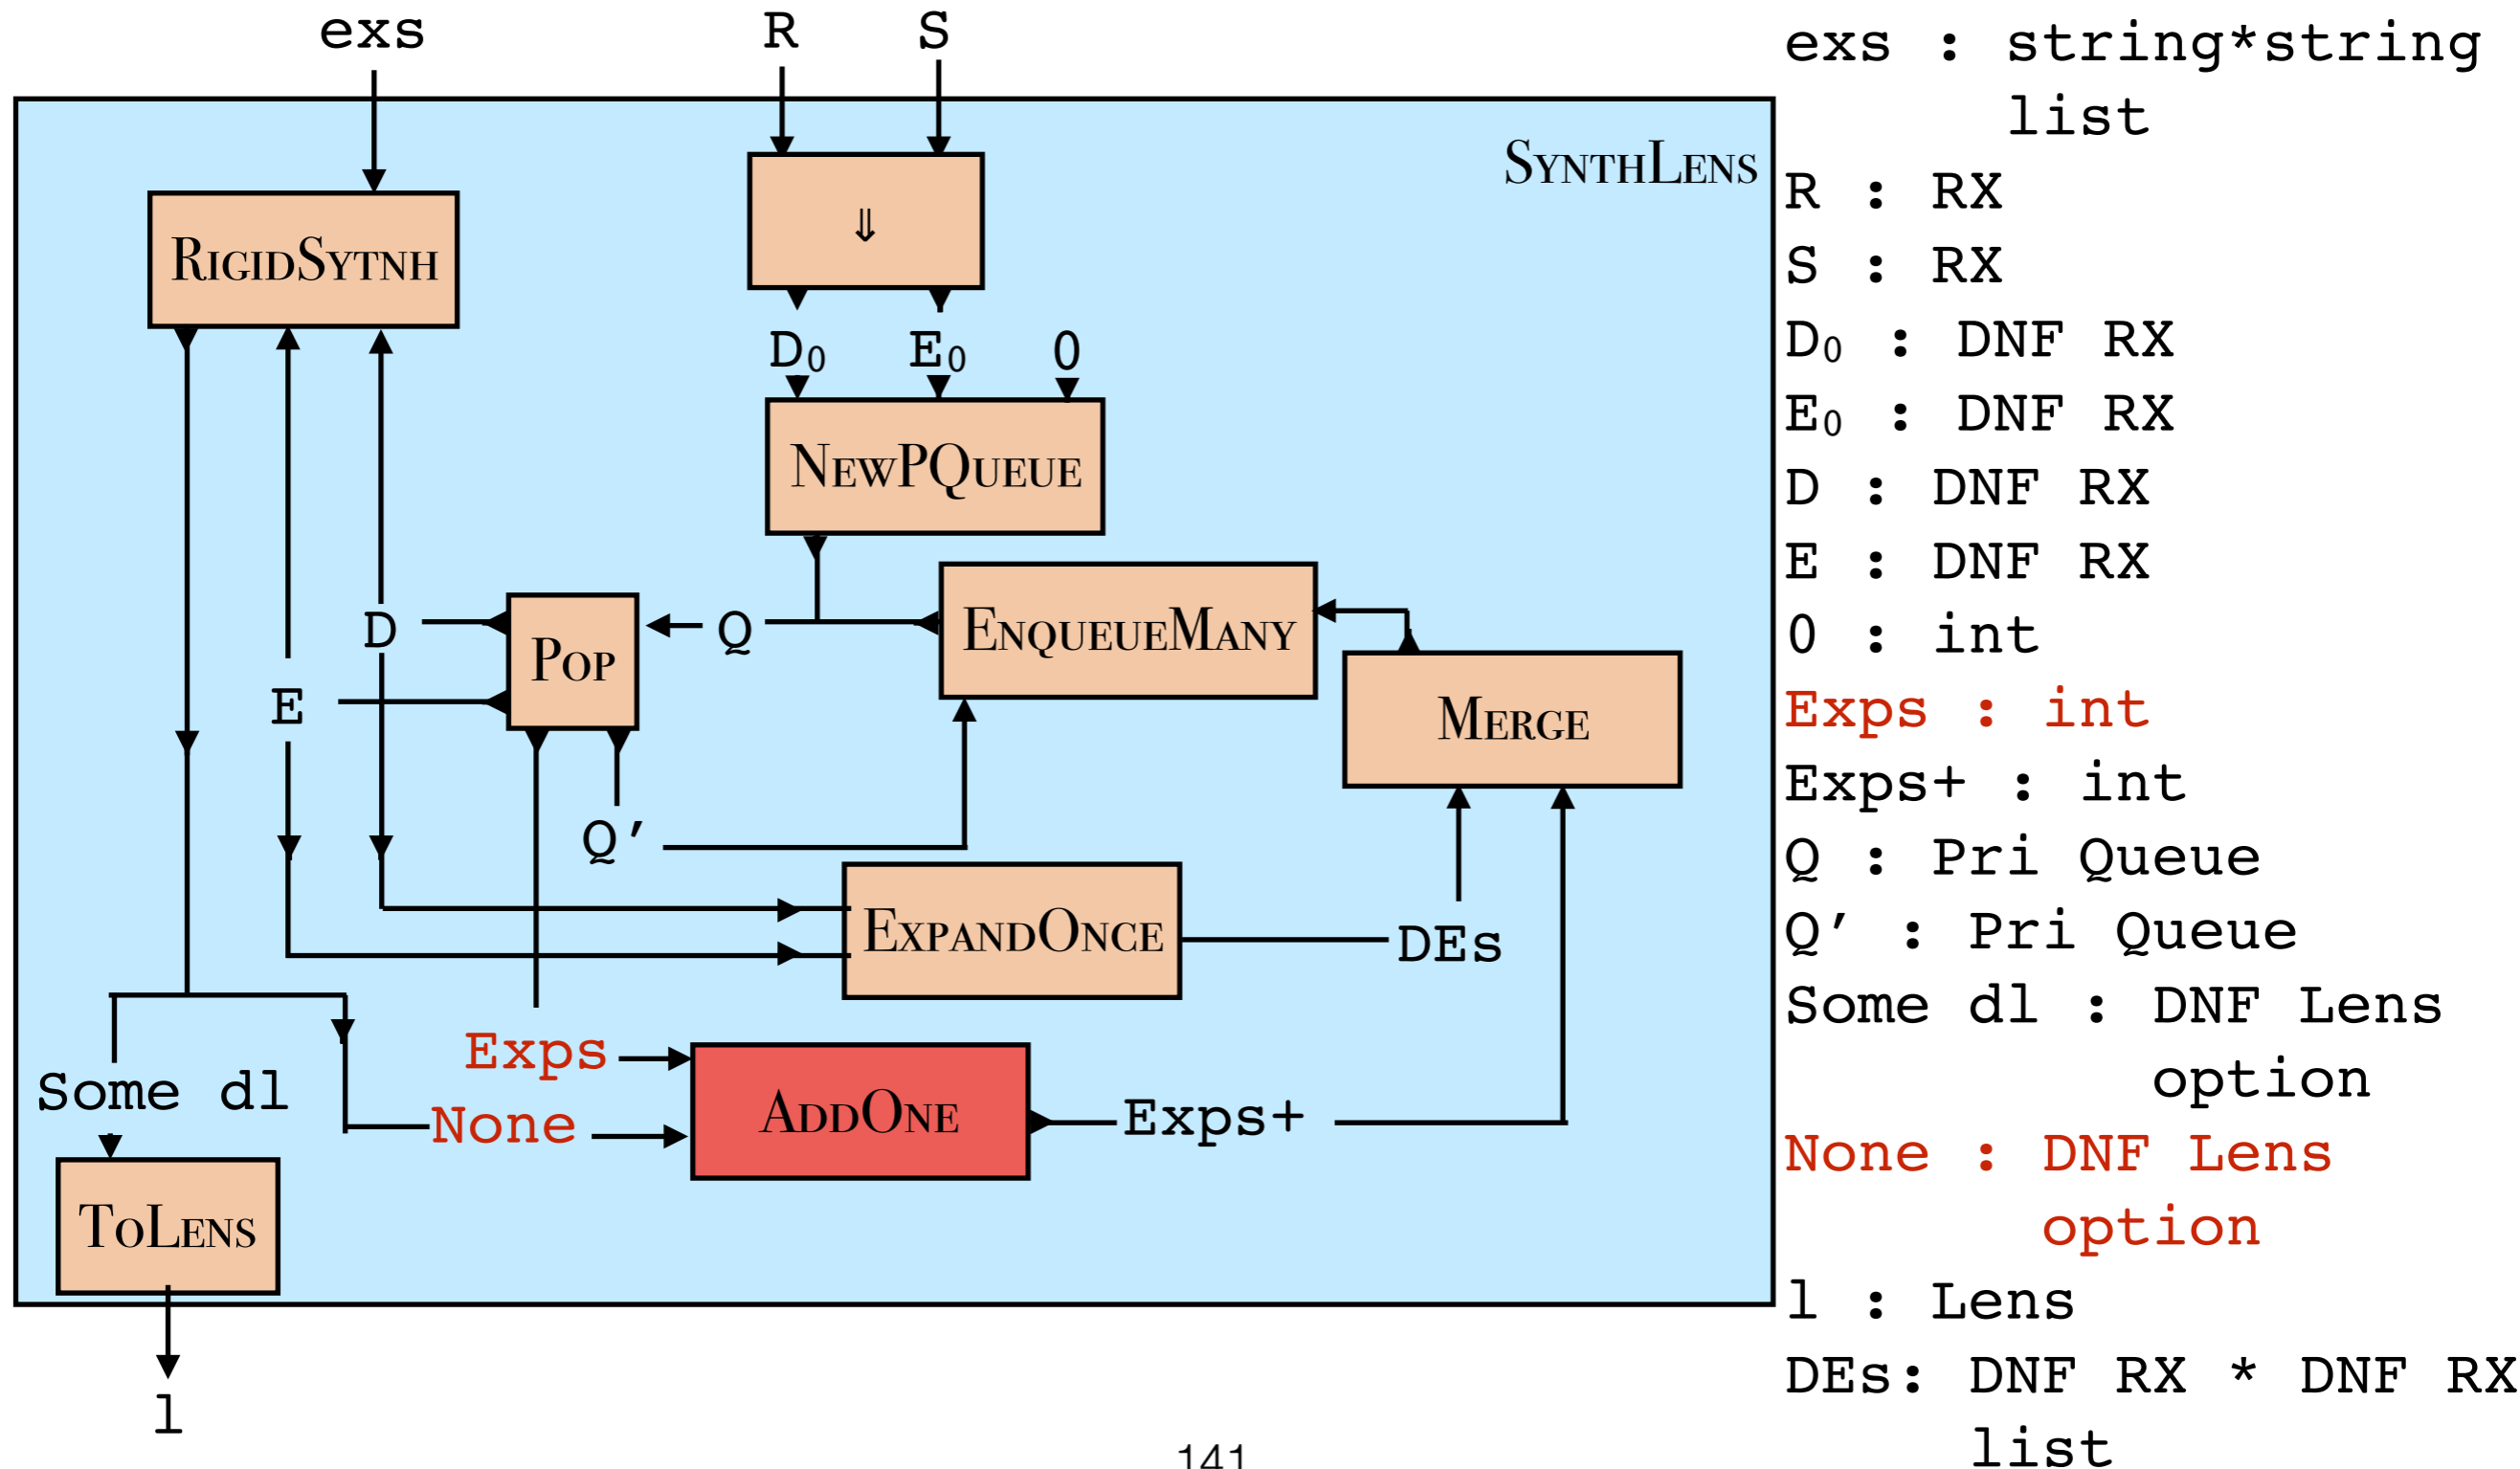 exs
R
S
SYNTHLENS
RIGIDSYTNH
⇓
D₀
E₀
0
NEWPQUEUE
D
POP
Q
ENQUEUEMANY
E
MERGE
Q’
EXPANDONCE
DEs
Exps
Some dl
None
ADDONE
Exps+
TOLENS
l
exs : string*string
list
R : RX
S : RX
D₀ : DNF RX
E₀ : DNF RX
D : DNF RX
E : DNF RX
0 : int
Exps : int
Exps+ : int
Q : Pri Queue
Q’ : Pri Queue
Some dl : DNF Lens
option
None : DNF Lens
option
l : Lens
DEs: DNF RX * DNF RX
list
141